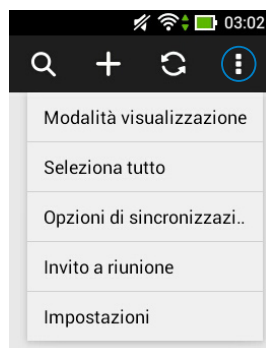 03:02
Modalità visualizzazione
Seleziona tutto
Opzioni di sincronizzazi..
Invito a riunione
Impostazioni